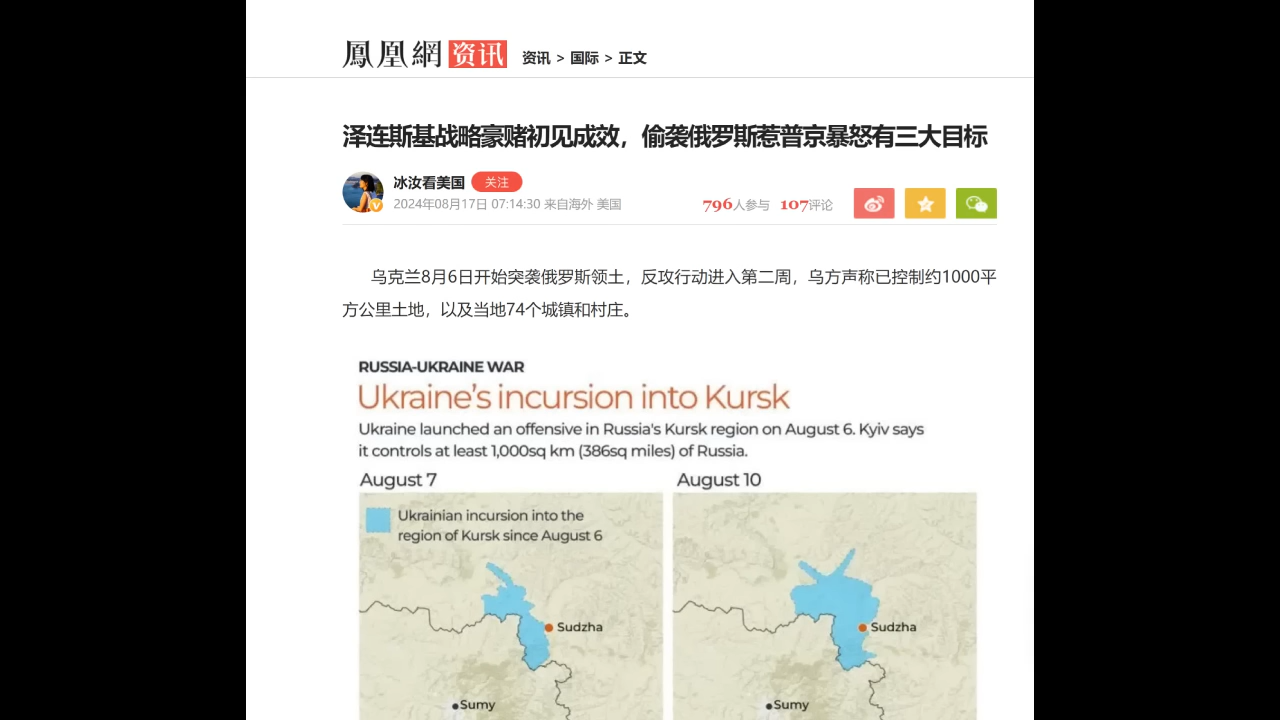 鳳凰網 资讯 资讯 > 国际 > 正文
泽连斯基战略豪赌初见成效，偷袭俄罗斯惹普京暴怒有三大目标
冰汝看美国 关注
2024年08月17日 07:14:30 来自海外 美国
796人参与 107评论
乌克兰8月6日开始突袭俄罗斯领土，反攻行动进入第二周，乌方声称已控制约1000平
方公里土地，以及当地74个城镇和村庄。
RUSSIA-UKRAINE WAR
Ukraine's incursion into Kursk
Ukraine launched an offensive in Russia's Kursk region on August 6. Kyiv says
it controls at least 1,000sq km (386sq miles) of Russia.
August 7
Ukrainian incursion into the
region of Kursk since August 6
Sudzha
Sumy
August 10
Sudzha
Sumy